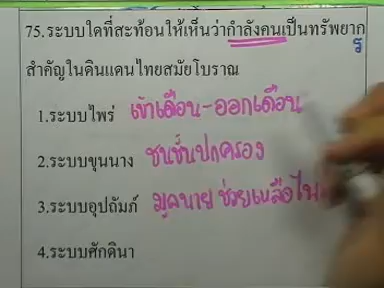 75.ระบบใดที่สะท้อนให้เห็นว่ากำลังคนเป็นทรัพยาก
ร
สำคัญในดินแดนไทยสมัยโบราณ
1.ระบบไพร่ เข้าเดือน-ออกเดือน
2.ระบบขุนนาง ชนชั้นปกครอง
3.ระบบอุปถัมภ์ มูลนาย ช่วยเหลือ
4.ระบบศักดินา